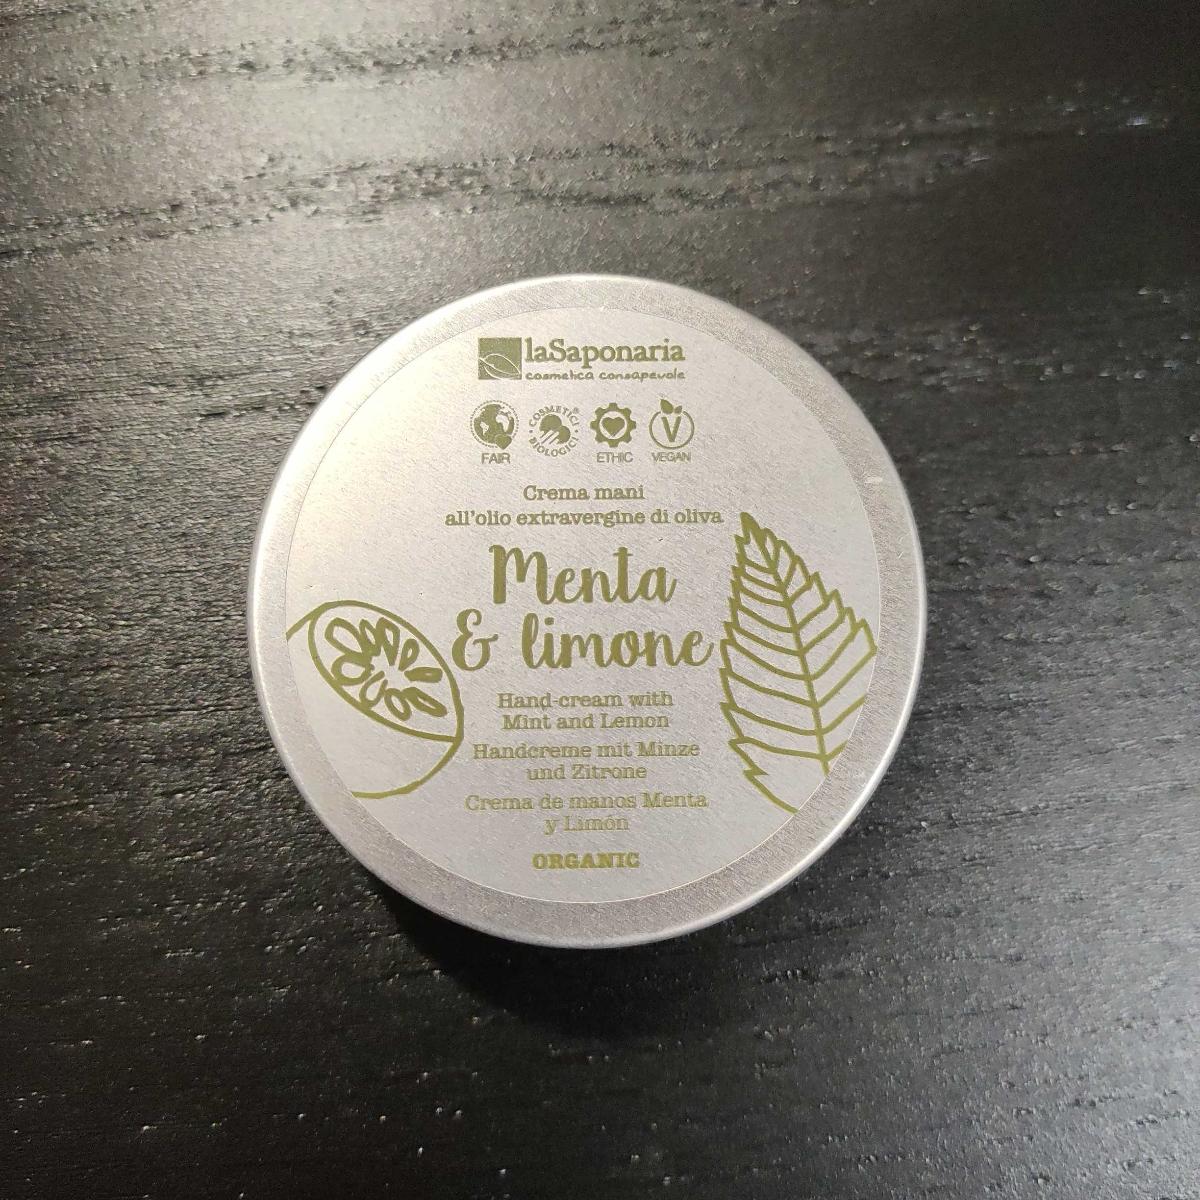 laSaponaria
cosmetica consapevole
FAIR
COSMETICI
BIOLOGICI
ETHIC
V
VEGAN
Crema mani
all'olio extravergine di oliva
Menta
& limone
Hand-cream with
Mint and Lemon
Handcreme mit Minze
und Zitrone
Crema de manos Menta
y Limón
ORGANIC